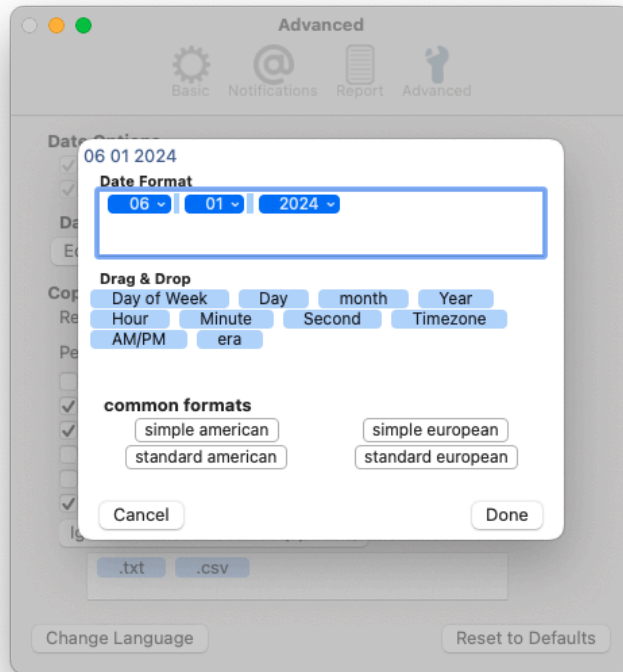 Advanced
Basic Notifications Report Advanced
Date Options
06 01 2024
Date Format
06 01 2024
Drag & Drop
Day of Week Day month Year
Hour Minute Second Timezone
AM/PM era
common formats
simple american simple european
standard american standard european
Cancel Done
.txt .csv
Change Language Reset to Defaults